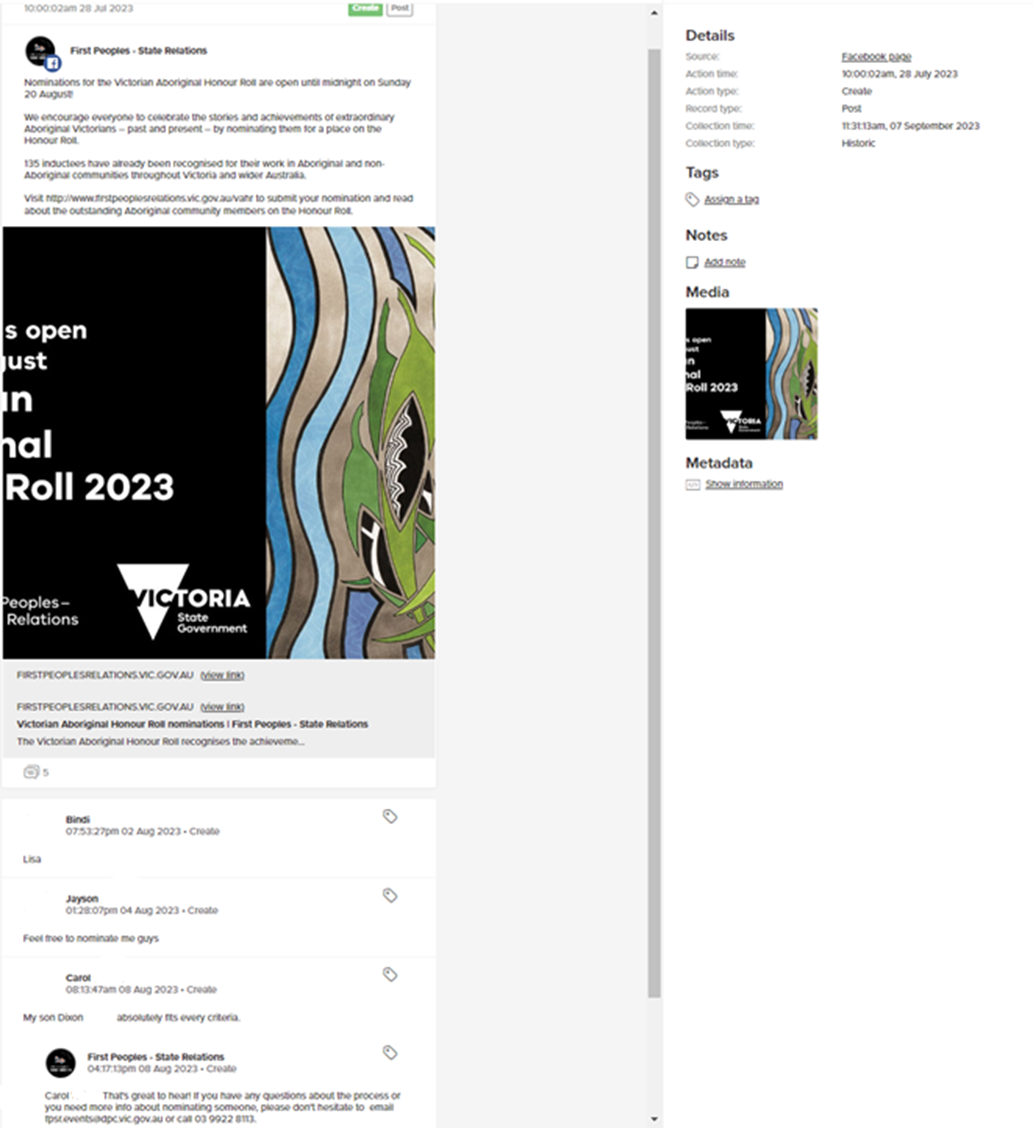 10:00:02am 28 Jul 2023
Create
Post
First Peoples - State Relations
Nominations for the Victorian Aboriginal Honour Roll are open until midnight on Sunday
20 August!
We encourage everyone to celebrate the stories and achievements of extraordinary
Aboriginal Victorians – past and present – by nominating them for a place on the
Honour Roll.
135 inductees have already been recognised for their work in Aboriginal and non-
Aboriginal communities throughout Victoria and wider Australia.
Visit http://www.firstpeoplesrelations.vic.gov.au/vahr to submit your nomination and read
about the outstanding Aboriginal community members on the Honour Roll.
s open
ust
n
nal
Roll 2023
Peoples–
Relations
VICTORIA
State
Government
FIRSTPEOPLESRELATIONS.VIC.GOV.AU (view link)
FIRSTPEOPLESRELATIONS.VIC.GOV.AU (view link)
Victorian Aboriginal Honour Roll nominations | First Peoples - State Relations
The Victorian Aboriginal Honour Roll recognises the achieveme...
5
Bindi
07:53:27pm 02 Aug 2023 • Create
Lisa
Jayson
01:28:07pm 04 Aug 2023 • Create
Feel free to nominate me guys
Carol
08:13:47am 08 Aug 2023 • Create
My son Dixon absolutely fits every criteria.
First Peoples - State Relations
04:17:13pm 08 Aug 2023 • Create
Carol That's great to hear! If you have any questions about the process or
you need more info about nominating someone, please don't hesitate to email
fpsr.events@dpc.vic.gov.au or call 03 9922 8113.
Details
Source: Facebook page
Action time: 10:00:02am, 28 July 2023
Action type: Create
Record type: Post
Collection time: 11:31:13am, 07 September 2023
Collection type: Historic
Tags
Assign a tag
Notes
Add note
Media
s open
ust
n
nal
Roll 2023
Peoples–
Relations
VICTORIA
State
Government
Metadata
Show information